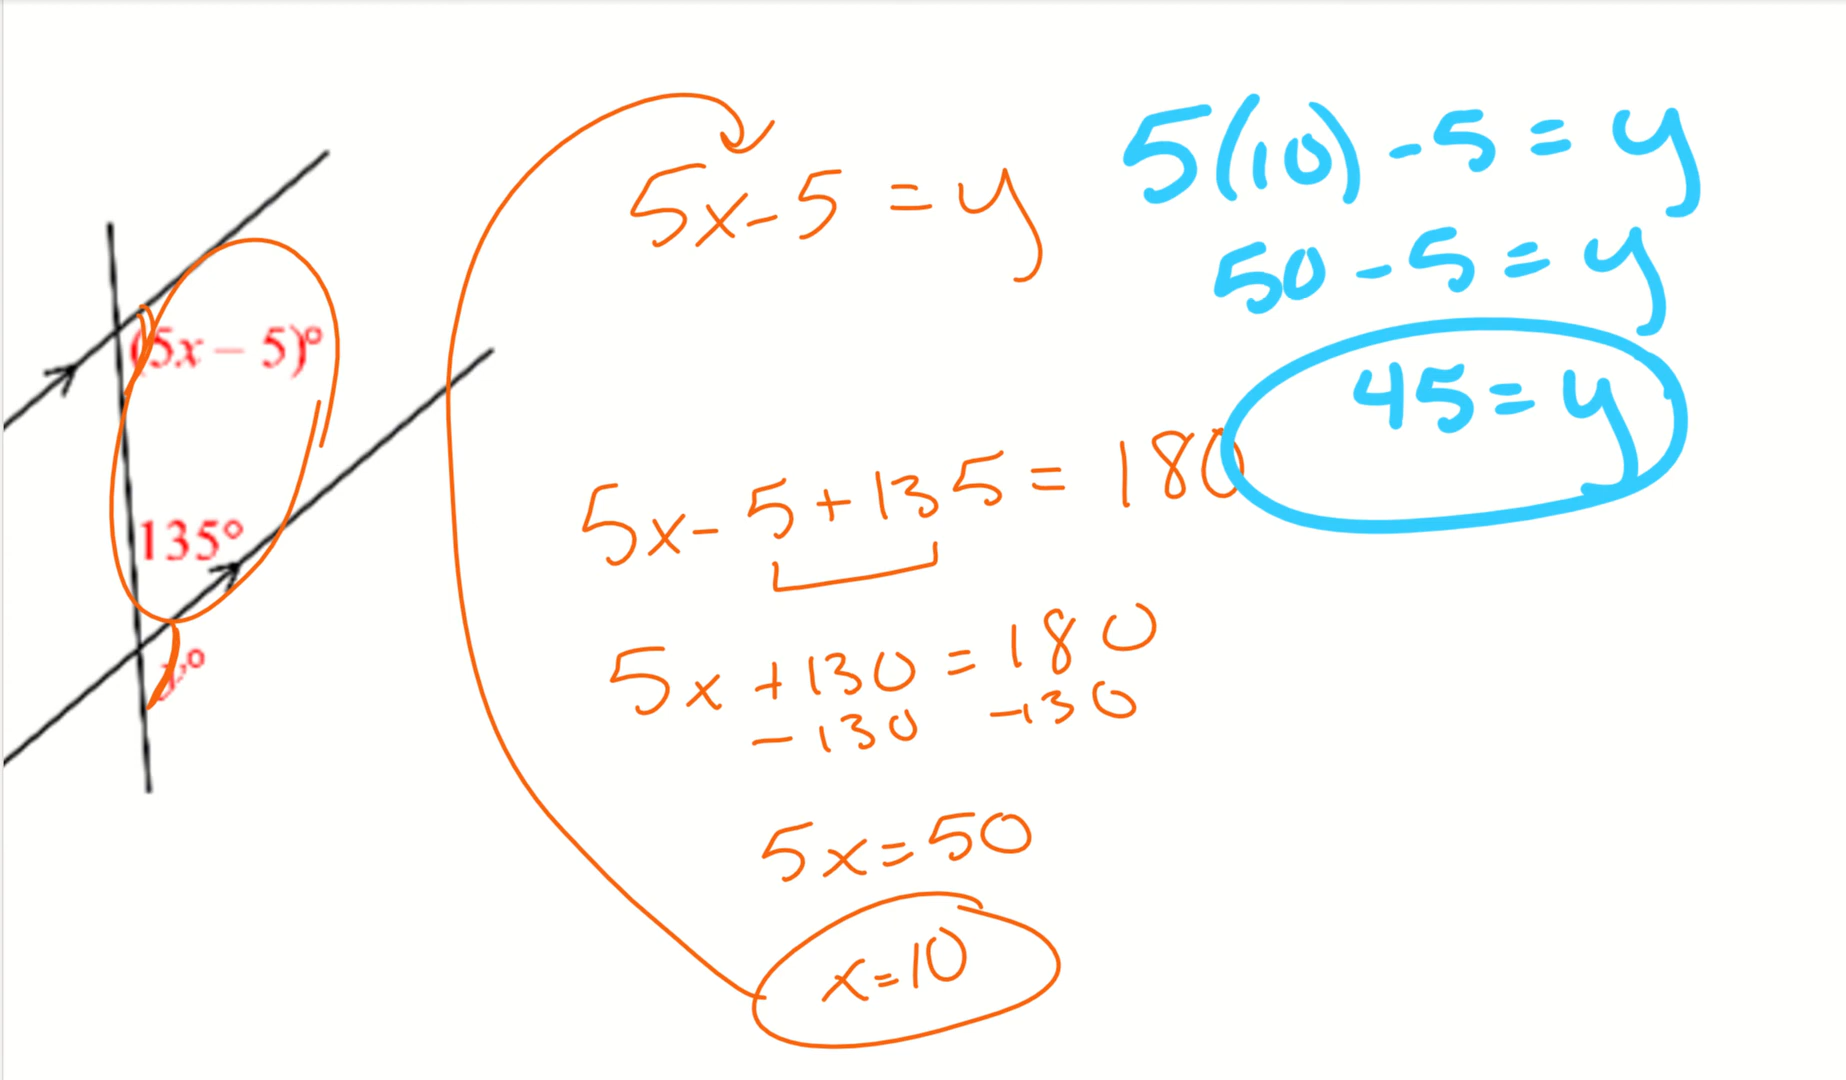 (5x – 5)°
135°
y°
5x - 5 = y
5x - 5 + 135 = 180
5x + 130 = 180
- 130 - 130
5x = 50
x = 10
5(10) - 5 = y
50 - 5 = y
45 = y